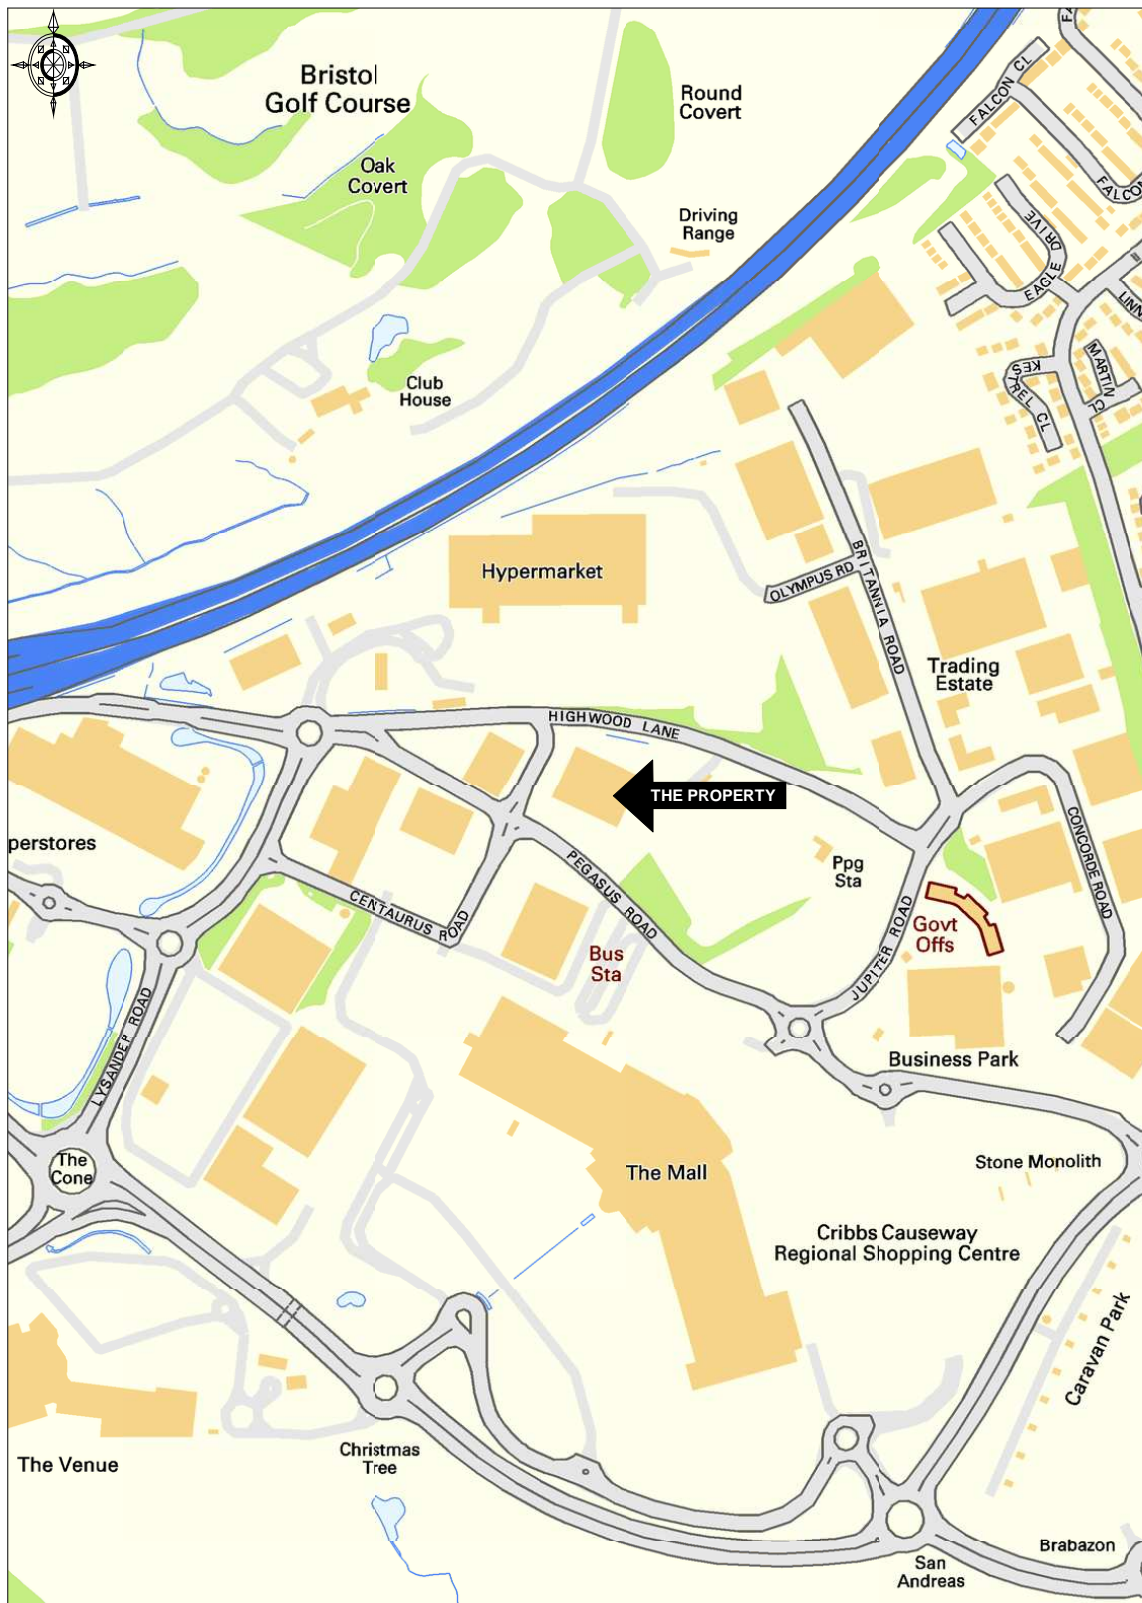 Bristol
Golf Course
Round
Covert
Oak
Covert
Driving
Range
FALCON CL
FALCON
EAGLE DRIVE
LINN
MARTIN
CL
KESTREL CL
Club
House
Hypermarket
OLYMPUS RD
BRITANNIA ROAD
Trading
Estate
HIGHWOOD LANE
THE PROPERTY
perstores
PEGASUS ROAD
Ppg
Sta
CONCORDE ROAD
CENTAURUS ROAD
JUPITER ROAD
Govt
Offs
Bus
Sta
LYSANDER ROAD
Business Park
The
Cone
The Mall
Stone Monolith
Cribbs Causeway
Regional Shopping Centre
Caravan Park
Christmas
Tree
The Venue
Brabazon
San
Andreas